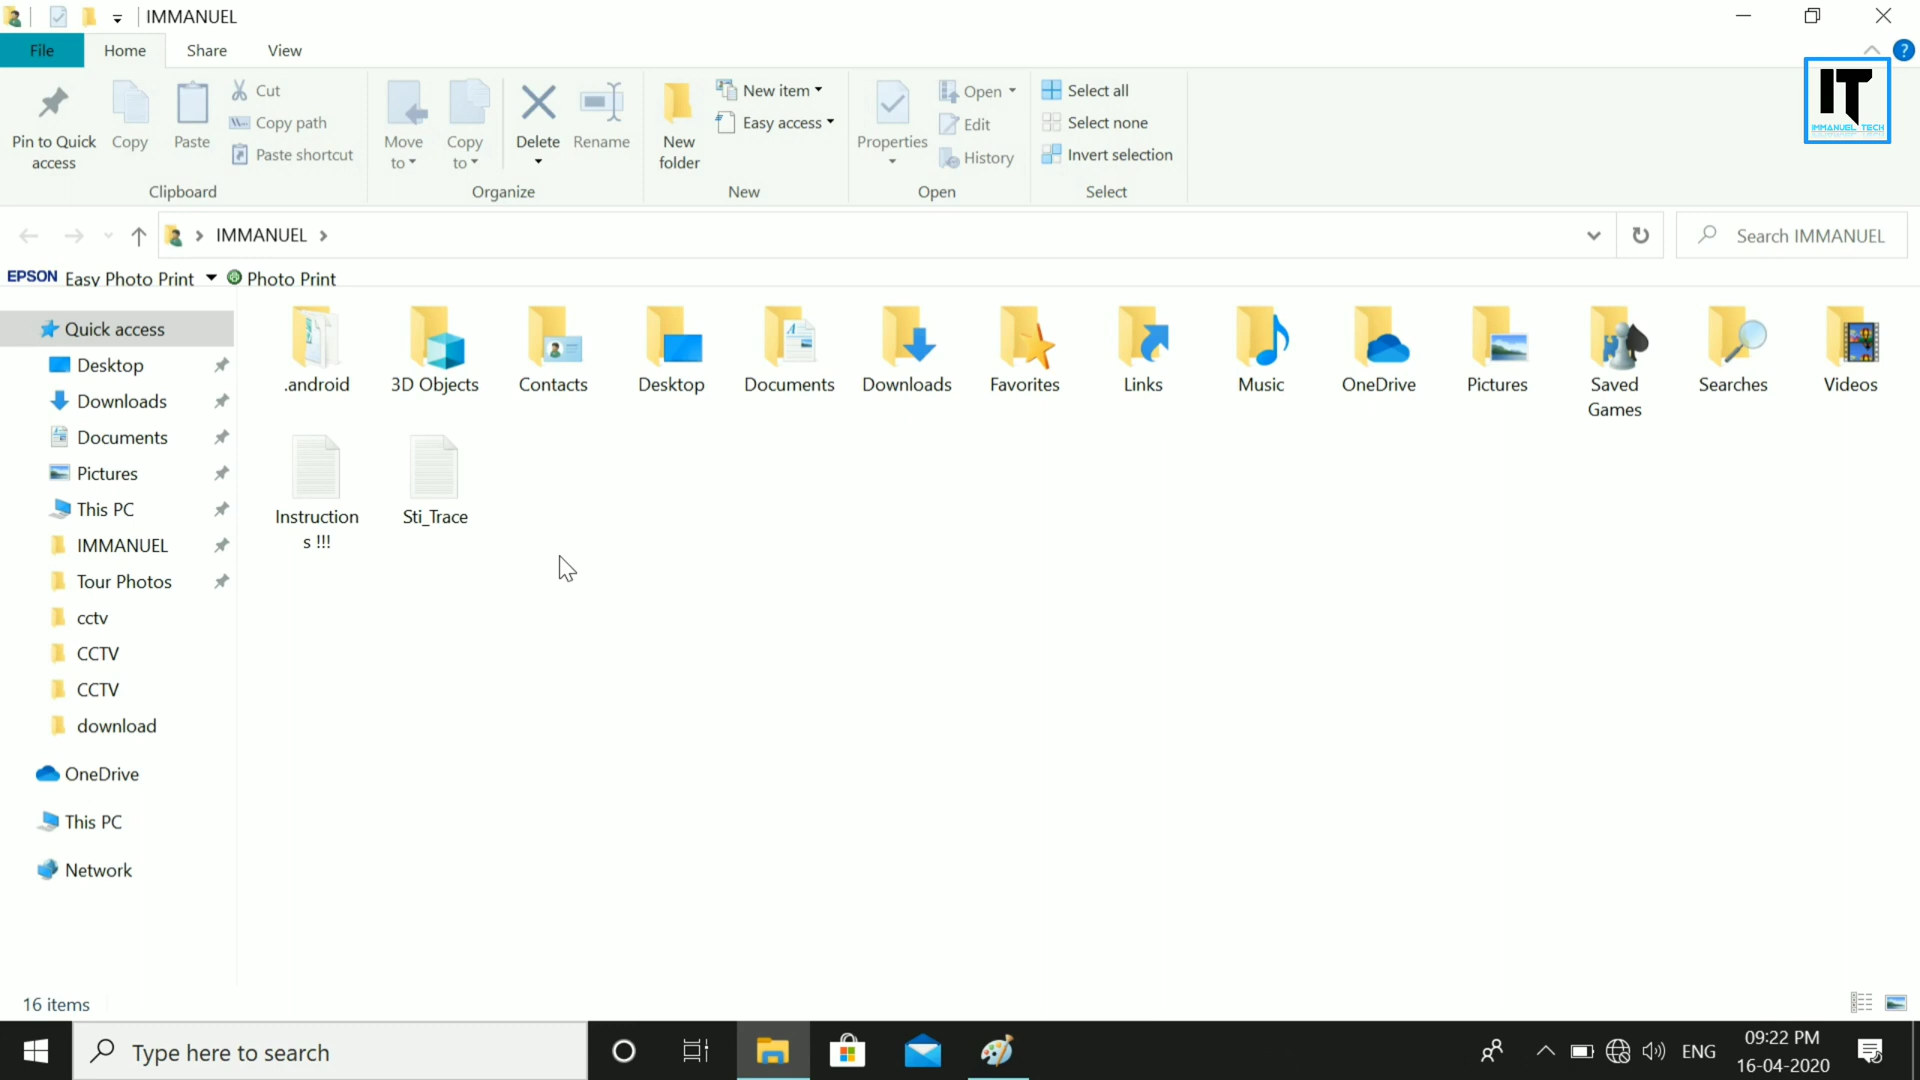 IMMANUEL
File Home Share View
Pin to Quick access
Copy
Paste
Cut
Copy path
Paste shortcut
Clipboard
Move to
Copy to
Delete
Rename
Organize
New folder
New item
Easy access
New
Properties
Open
Edit
History
Open
Select all
Select none
Invert selection
Select
IT
IMMANUEL TECH
IMMANUEL
Search IMMANUEL
EPSON Easy Photo Print Photo Print
Quick access
Desktop
Downloads
Documents
Pictures
This PC
IMMANUEL
Tour Photos
cctv
CCTV
CCTV
download
OneDrive
This PC
Network
.android
3D Objects
Contacts
Desktop
Documents
Downloads
Favorites
Links
Music
OneDrive
Pictures
Saved
Games
Searches
Videos
Instruction
s !!!
Sti_Trace
16 items
Type here to search
ENG
09:22 PM
16-04-2020